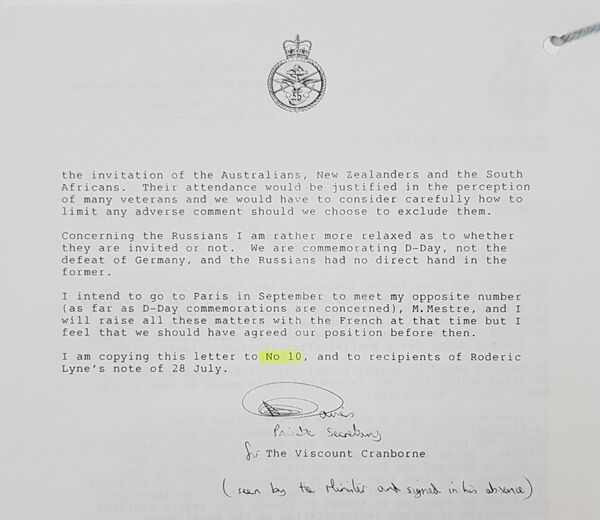 the invitation of the Australians, New Zealanders and the South
Africans. Their attendance would be justified in the perception
of many veterans and we would have to consider carefully how to
limit any adverse comment should we choose to exclude them.
Concerning the Russians I am rather more relaxed as to whether
they are invited or not. We are commemorating D-Day, not the
defeat of Germany, and the Russians had no direct hand in the
former.
I intend to go to Paris in September to meet my opposite number
(as far as D-Day commemorations are concerned), M.Mestre, and I
will raise all these matters with the French at that time but I
feel that we should have agreed our position before then.
I am copying this letter to No 10, and to recipients of Roderic
Lyne's note of 28 July.
Private Secretary
for The Viscount Cranborne
(seen by the Minister and signed in his absence)